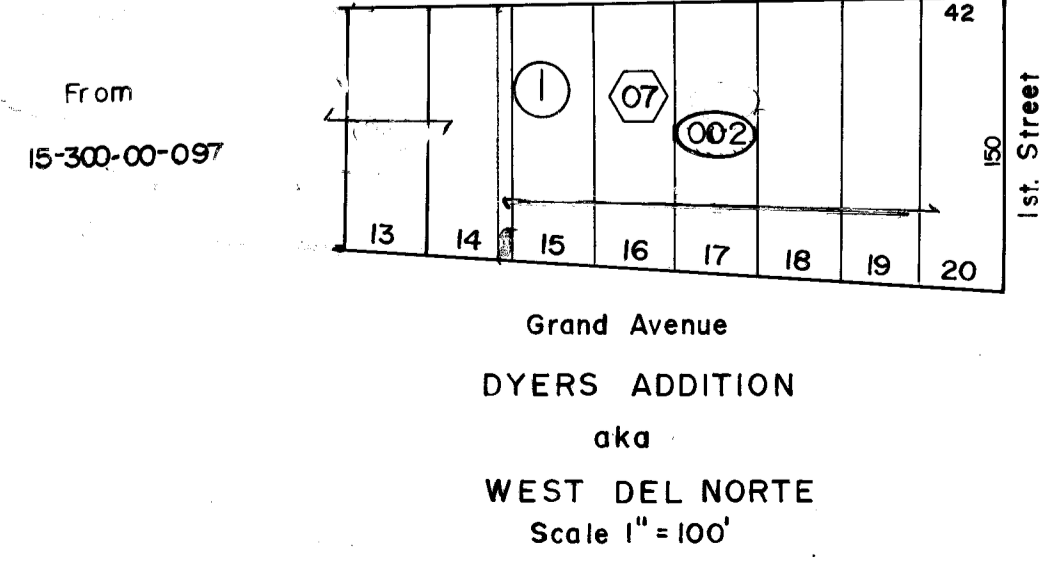 42
From
1
07
002
15-300-00-097
150
1st. Street
13 14 15 16 17 18 19 20
Grand Avenue
DYERS ADDITION
aka
WEST DEL NORTE
Scale 1" = 100'